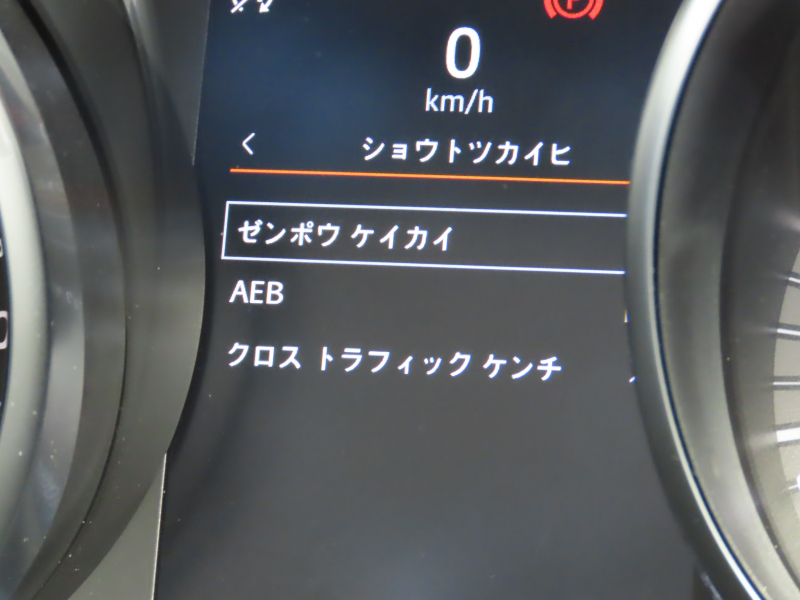 0
km/h
ショウトツカイヒ
ゼンポウ ケイカイ
AEB
クロス トラフィック ケンチ